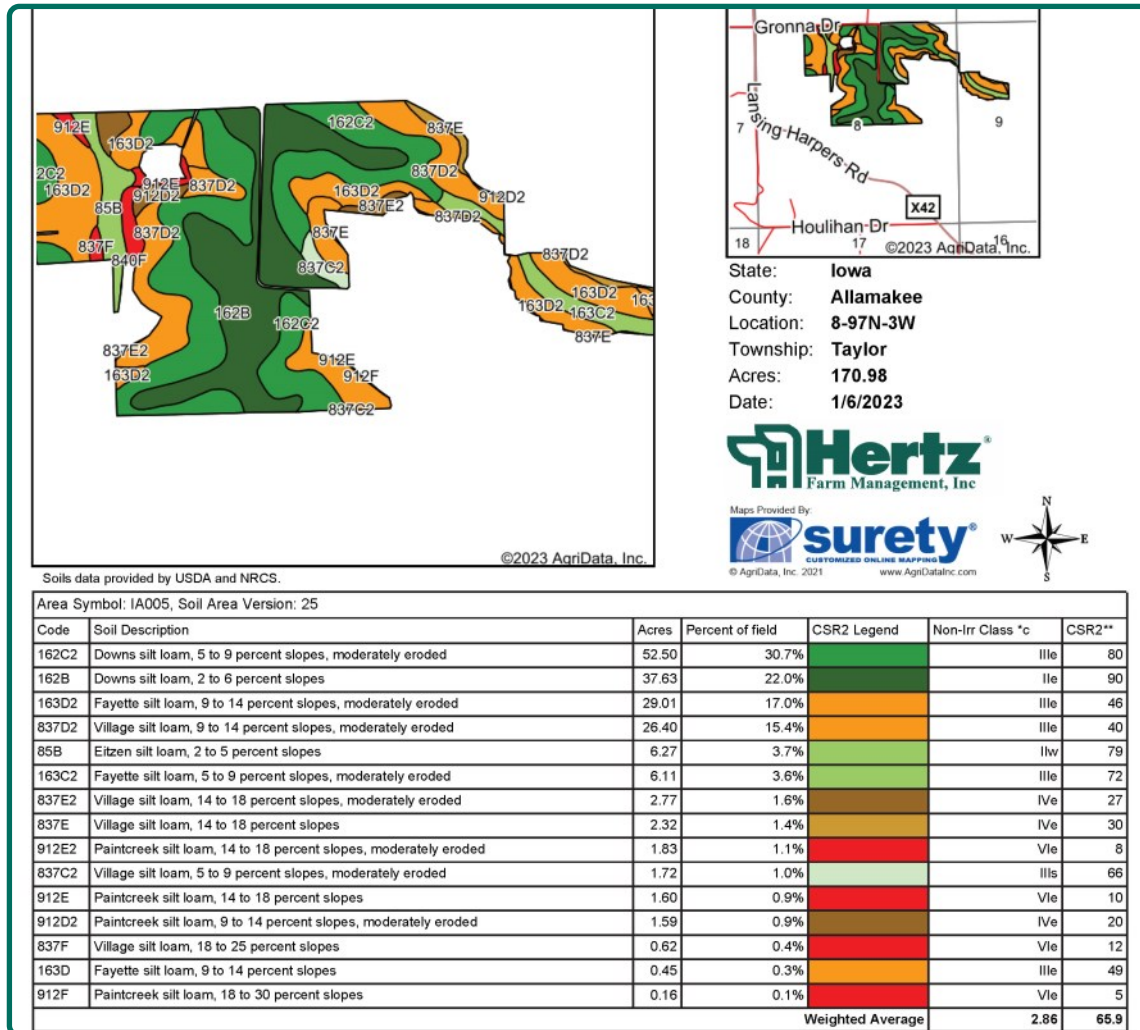 912E
163D2
162C2
837E
2C2
163D2
912E
912D2
837D2
85B
837D2
912D2
163D2
837E2
837D2
837D2
837F
840F
837E
837C2
837D2
162B
162C2
163D2
163D2
163
163C2
837E
837E2
163D2
912E
912F
837C2
©2023 AgriData, Inc.
Soils data provided by USDA and NRCS.
Gronna Dr
7
8
9
Lansing Harpers Rd
X42
Houlihan Dr
18
17
16
©2023 AgriData, Inc.
State: Iowa
County: Allamakee
Location: 8-97N-3W
Township: Taylor
Acres: 170.98
Date: 1/6/2023
Hertz®
Farm Management, Inc
Maps Provided By:
surety®
CUSTOMIZED ONLINE MAPPING
© AgriData, Inc. 2021 www.AgriDataInc.com
N
W E
S
Area Symbol: IA005, Soil Area Version: 25
Code Soil Description Acres Percent of field CSR2 Legend Non-Irr Class *c CSR2**
162C2 Downs silt loam, 5 to 9 percent slopes, moderately eroded 52.50 30.7% IIIe 80
162B Downs silt loam, 2 to 6 percent slopes 37.63 22.0% IIe 90
163D2 Fayette silt loam, 9 to 14 percent slopes, moderately eroded 29.01 17.0% IIIe 46
837D2 Village silt loam, 9 to 14 percent slopes, moderately eroded 26.40 15.4% IIIe 40
85B Eitzen silt loam, 2 to 5 percent slopes 6.27 3.7% IIw 79
163C2 Fayette silt loam, 5 to 9 percent slopes, moderately eroded 6.11 3.6% IIIe 72
837E2 Village silt loam, 14 to 18 percent slopes, moderately eroded 2.77 1.6% IVe 27
837E Village silt loam, 14 to 18 percent slopes 2.32 1.4% IVe 30
912E2 Paintcreek silt loam, 14 to 18 percent slopes, moderately eroded 1.83 1.1% VIe 8
837C2 Village silt loam, 5 to 9 percent slopes, moderately eroded 1.72 1.0% IIIs 66
912E Paintcreek silt loam, 14 to 18 percent slopes 1.60 0.9% VIe 10
912D2 Paintcreek silt loam, 9 to 14 percent slopes, moderately eroded 1.59 0.9% IVe 20
837F Village silt loam, 18 to 25 percent slopes 0.62 0.4% VIe 12
163D Fayette silt loam, 9 to 14 percent slopes 0.45 0.3% IIIe 49
912F Paintcreek silt loam, 18 to 30 percent slopes 0.16 0.1% VIe 5
Weighted Average 2.86 65.9